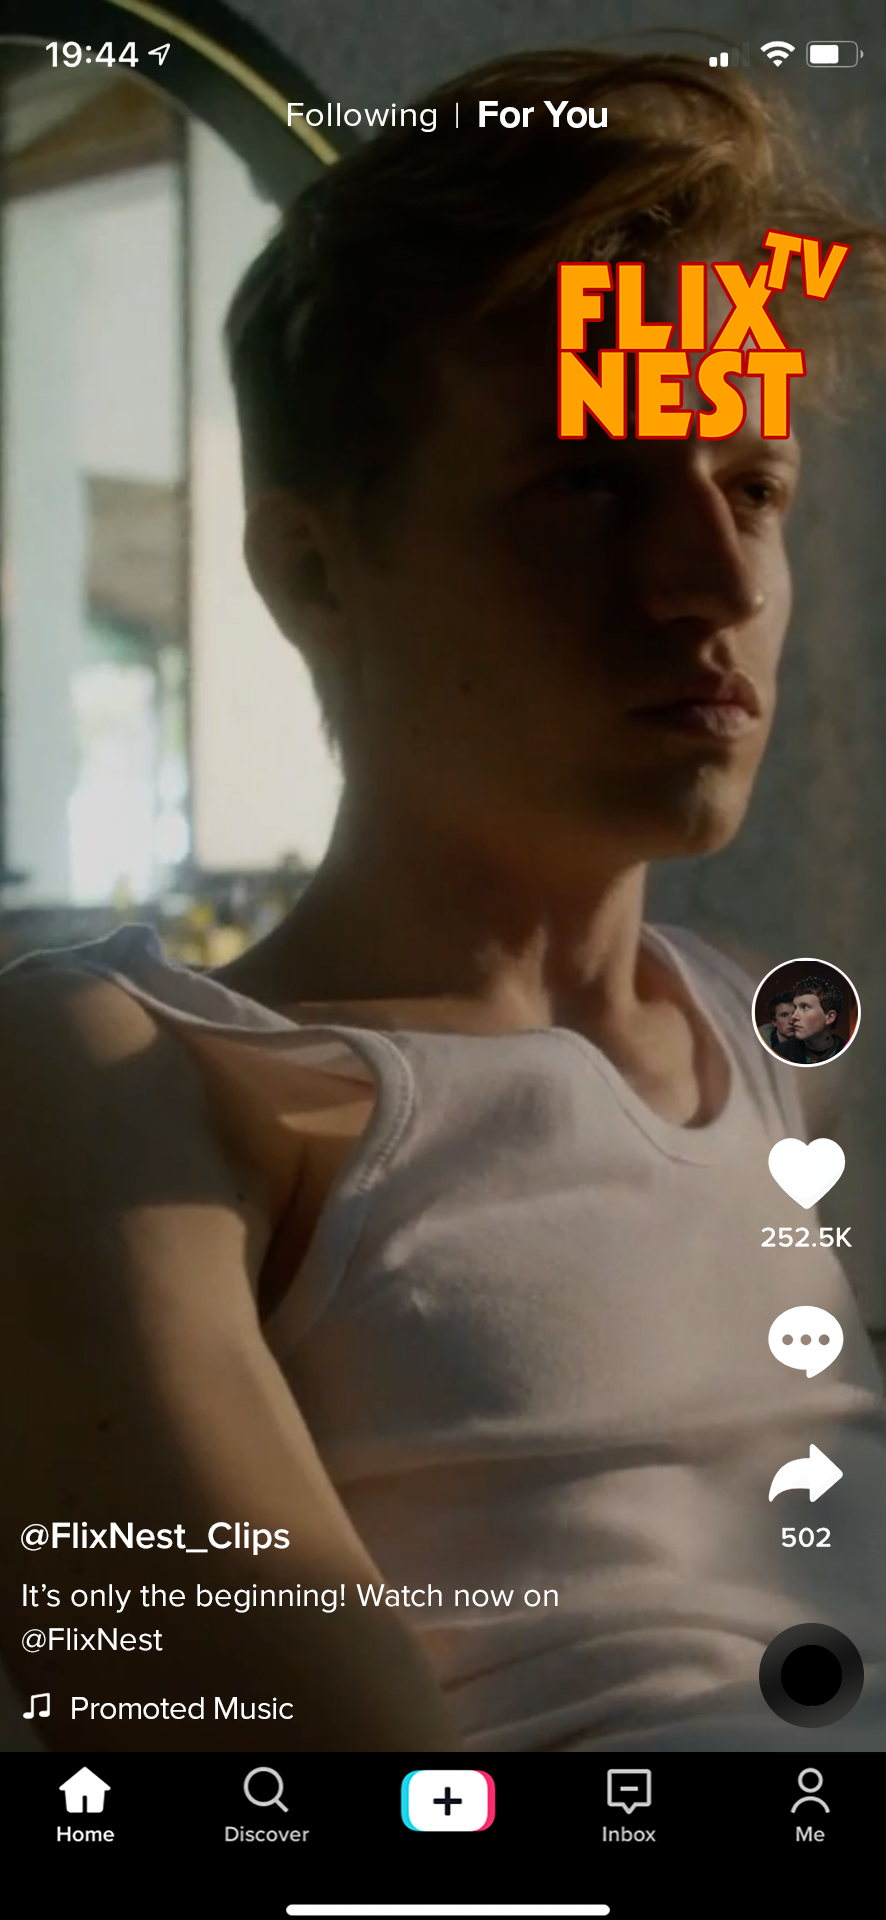 19:44
Following | For You
FLIX TV
NEST
252.5K
502
@FlixNest_Clips
It's only the beginning! Watch now on
@FlixNest
Promoted Music
Home Discover Inbox Me